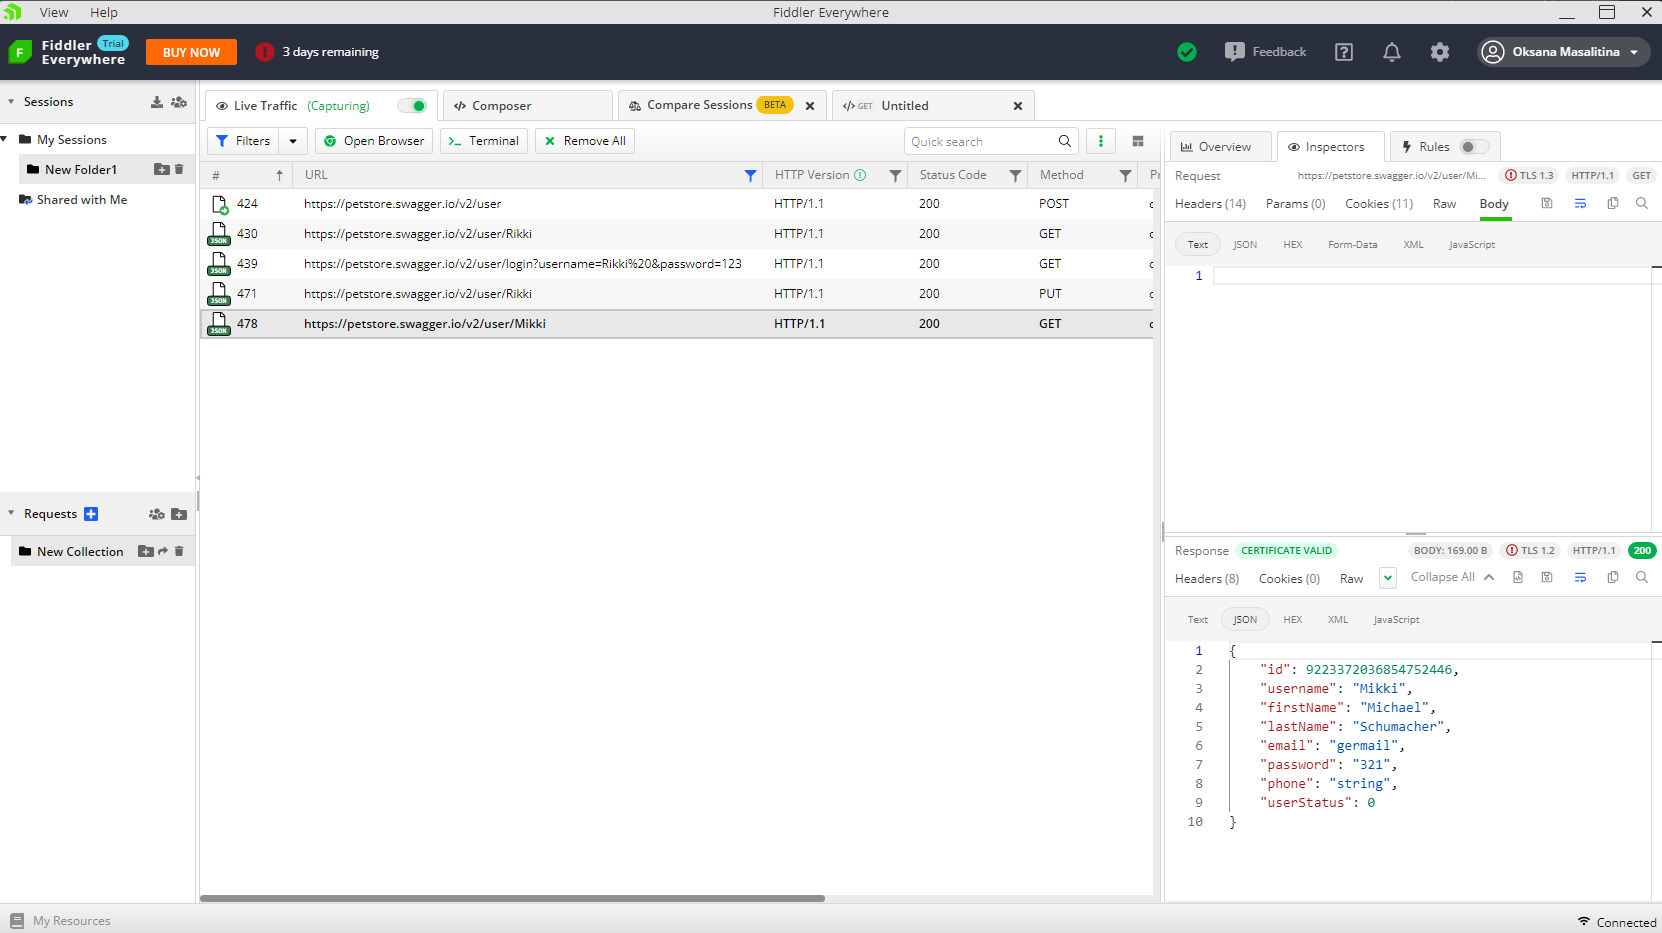 View Help Fiddler Everywhere
Fiddler Everywhere Trial BUY NOW 3 days remaining Feedback Oksana Masalitina
Sessions
My Sessions
New Folder1
Shared with Me
Requests
New Collection
Live Traffic (Capturing) Composer Compare Sessions BETA GET Untitled
Filters Open Browser Terminal Remove All Quick search
# URL HTTP Version Status Code Method
424 https://petstore.swagger.io/v2/user HTTP/1.1 200 POST
JSON 430 https://petstore.swagger.io/v2/user/Rikki HTTP/1.1 200 GET
JSON 439 https://petstore.swagger.io/v2/user/login?username=Rikki%20&password=123 HTTP/1.1 200 GET
JSON 471 https://petstore.swagger.io/v2/user/Rikki HTTP/1.1 200 PUT
JSON 478 https://petstore.swagger.io/v2/user/Mikki HTTP/1.1 200 GET
Overview Inspectors Rules
Request https://petstore.swagger.io/v2/user/Mi... TLS 1.3 HTTP/1.1 GET
Headers (14) Params (0) Cookies (11) Raw Body
Text JSON HEX Form-Data XML JavaScript
1
Response CERTIFICATE VALID BODY: 169.00 B TLS 1.2 HTTP/1.1 200
Headers (8) Cookies (0) Raw Collapse All
Text JSON HEX XML JavaScript
1 {
2 "id": 9223372036854752446,
3 "username": "Mikki",
4 "firstName": "Michael",
5 "lastName": "Schumacher",
6 "email": "germail",
7 "password": "321",
8 "phone": "string",
9 "userStatus": 0
10 }
My Resources Connected